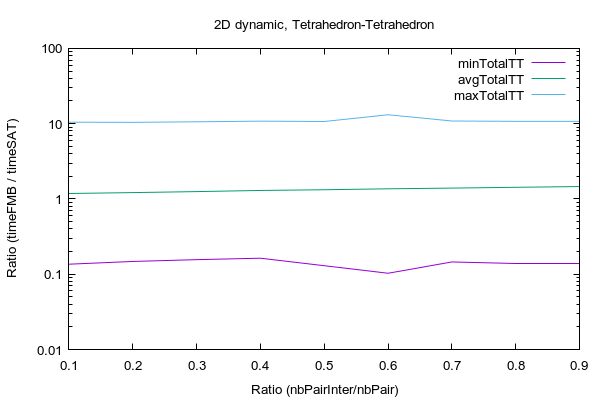 2D dynamic, Tetrahedron-Tetrahedron
minTotalTT
avgTotalTT
maxTotalTT
100
10
1
0.1
0.01
Ratio (timeFMB / timeSAT)
0.1 0.2 0.3 0.4 0.5 0.6 0.7 0.8 0.9
Ratio (nbPairInter/nbPair)